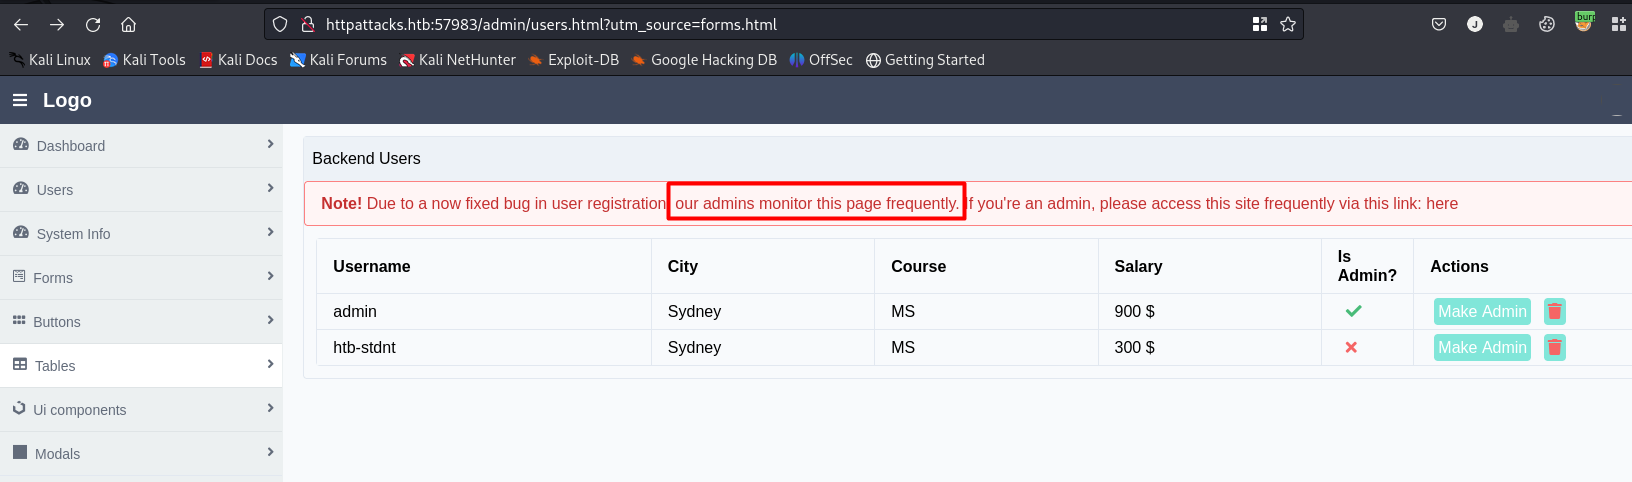 httpattacks.htb:57983/admin/users.html?utm_source=forms.html
J
burp
Kali Linux Kali Tools Kali Docs Kali Forums Kali NetHunter Exploit-DB Google Hacking DB OffSec Getting Started
Logo
Dashboard
Users
System Info
Forms
Buttons
Tables
Ui components
Modals
Backend Users
Note! Due to a now fixed bug in user registration our admins monitor this page frequently. If you're an admin, please access this site frequently via this link: here
Username City Course Salary Is Admin? Actions
admin Sydney MS 900 $ Make Admin
htb-stdnt Sydney MS 300 $ Make Admin